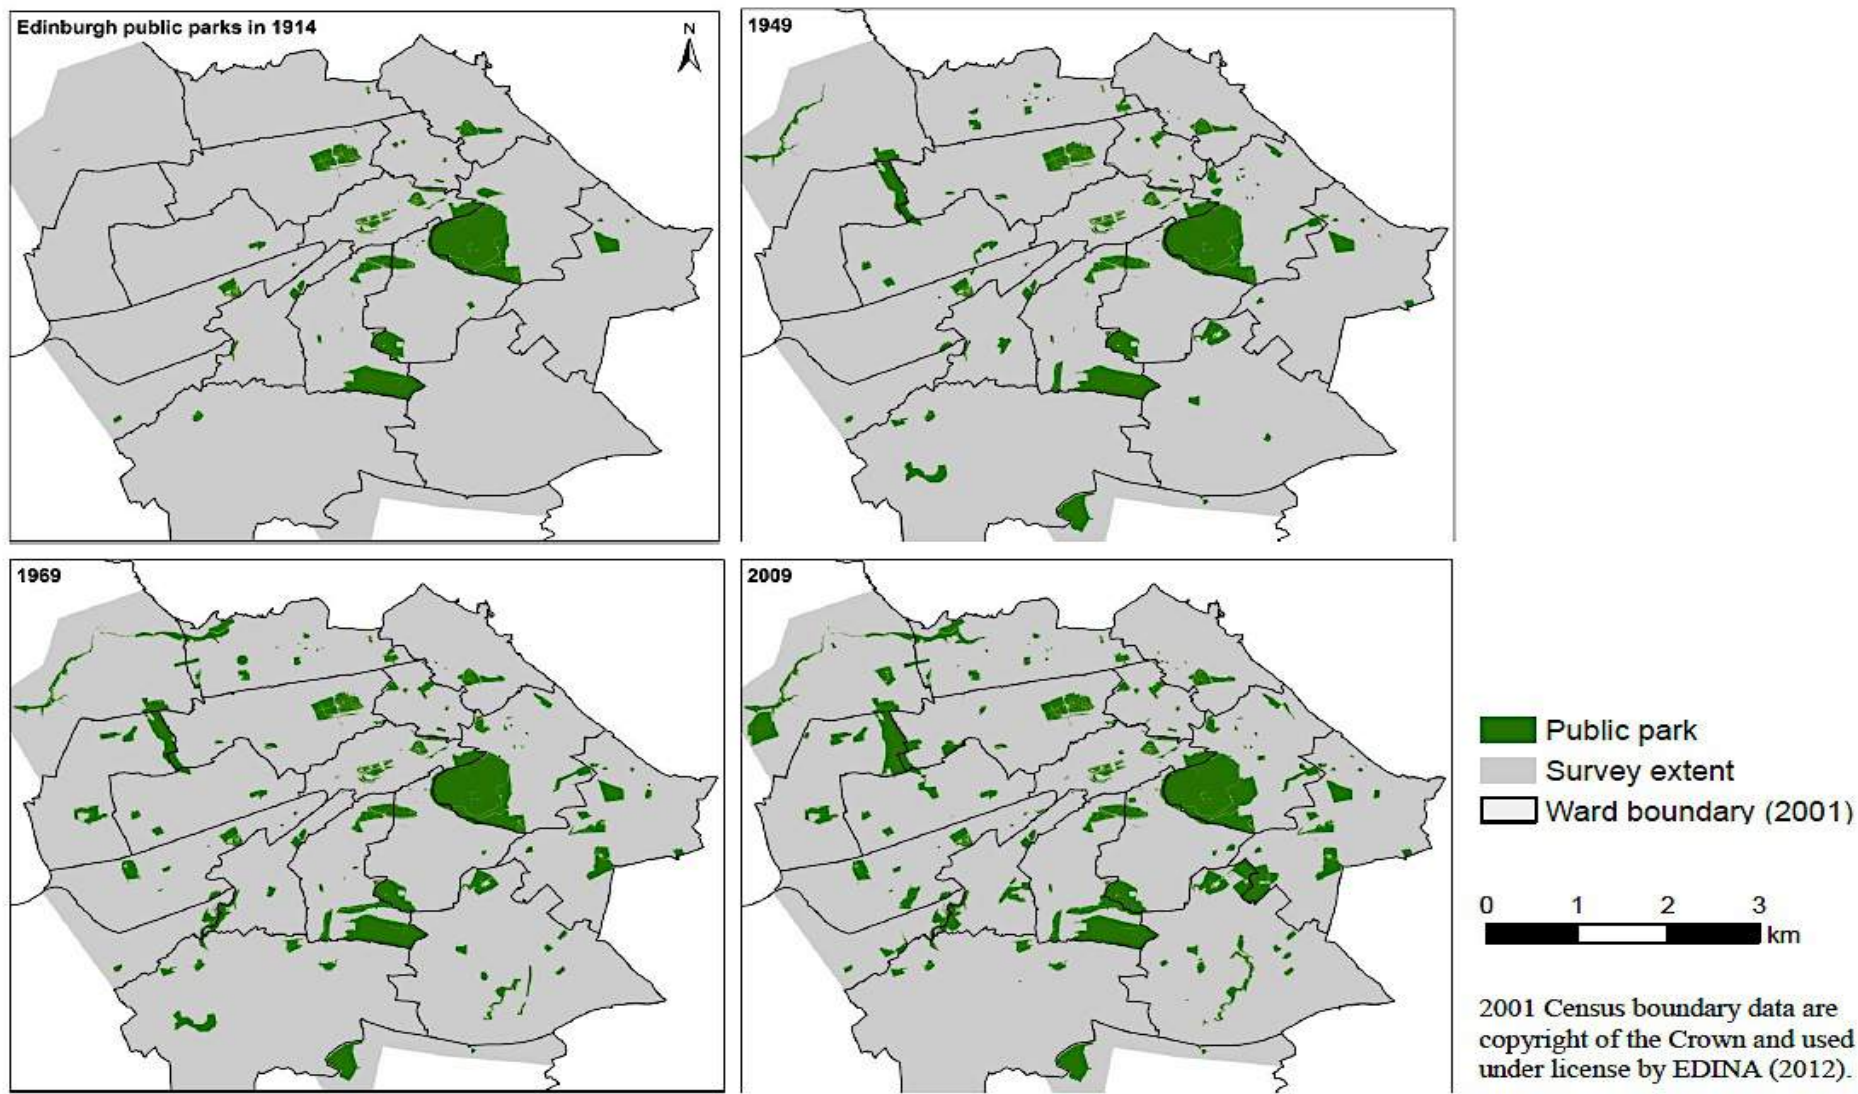 Edinburgh public parks in 1914
N
1949
1969
2009
Public park
Survey extent
Ward boundary (2001)
0 1 2 3
km
2001 Census boundary data are
copyright of the Crown and used
under license by EDINA (2012).